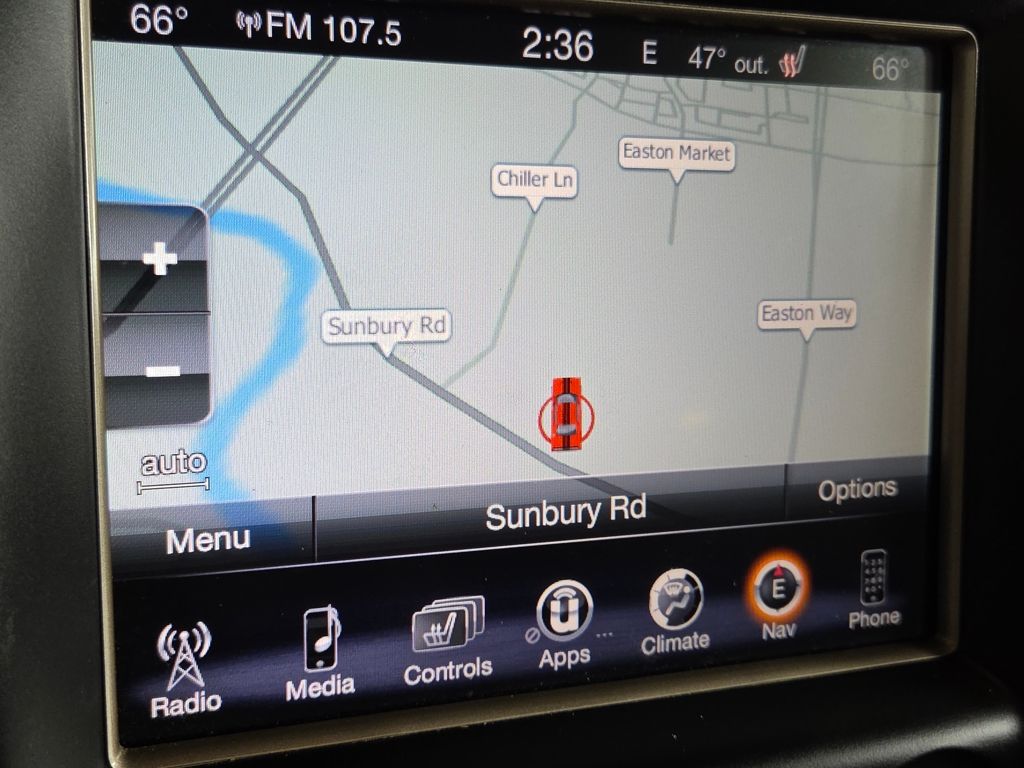 66° FM 107.5 2:36 E 47° out. 66°
Easton Market
Chiller Ln
Easton Way
Sunbury Rd
auto
Menu Sunbury Rd Options
E
Radio Media Controls Apps ... Climate Nav Phone